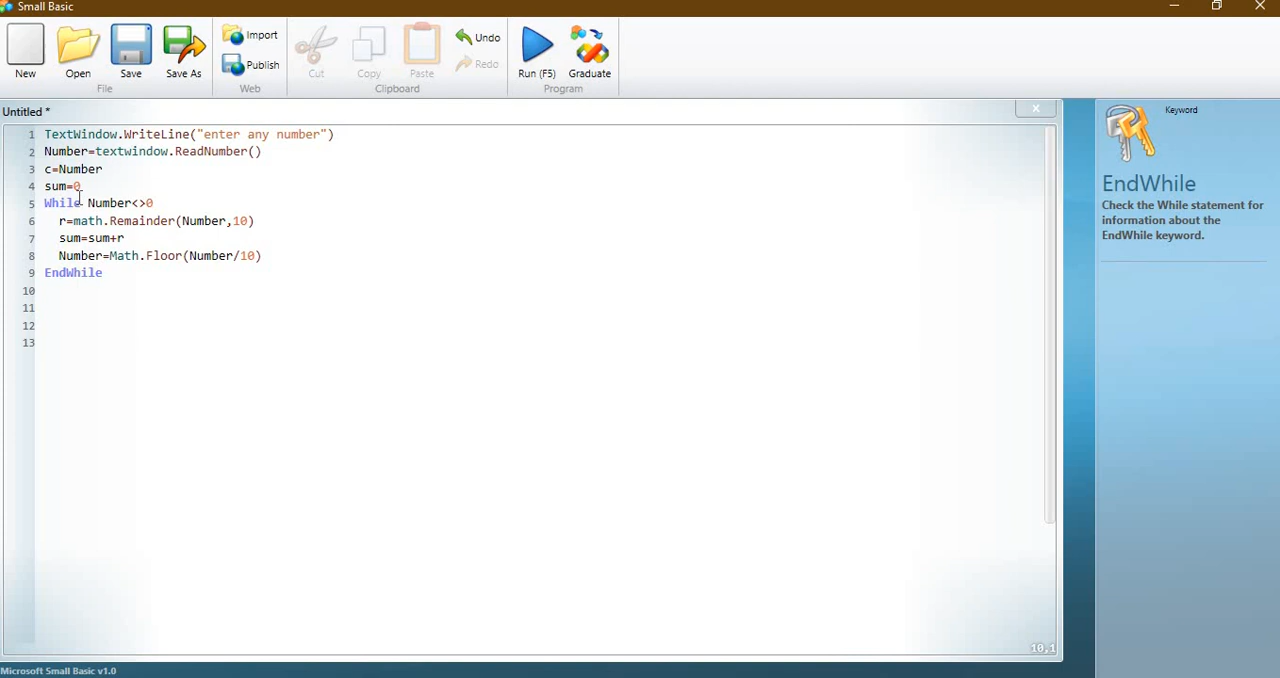 Small Basic
New
Open
Save
Save As
Import
Publish
Cut
Copy
Paste
Undo
Redo
Run (F5)
Graduate
File
Web
Clipboard
Program
Untitled *
1 TextWindow.WriteLine("enter any number")
2 Number=textwindow.ReadNumber()
3 c=Number
4 sum=0
5 While Number<>0
6 r=math.Remainder(Number,10)
7 sum=sum+r
8 Number=Math.Floor(Number/10)
9 EndWhile
10
11
12
13
10,1
Keyword
EndWhile
Check the While statement for
information about the
EndWhile keyword.
Microsoft Small Basic v1.0